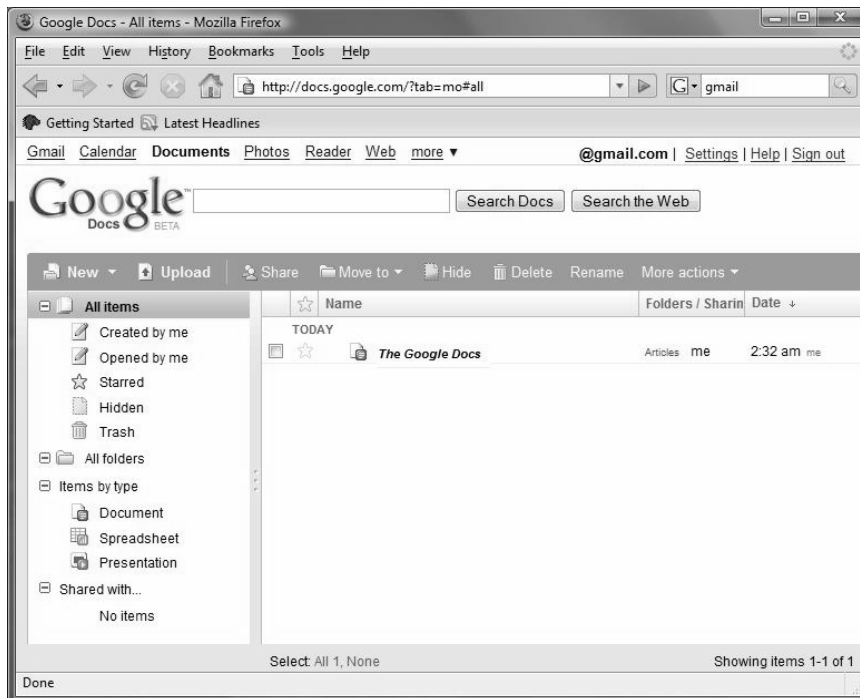 Google Docs - All items - Mozilla Firefox
File Edit View History Bookmarks Tools Help
http://docs.google.com/?tab=mo#all G gmail
Getting Started Latest Headlines
Gmail Calendar Documents Photos Reader Web more ▼ @gmail.com | Settings | Help | Sign out
Google™ Docs BETA Search Docs Search the Web
New Upload Share Move to Hide Delete Rename More actions
All items Name Folders / Sharin Date ↓
Created by me TODAY
Opened by me The Google Docs Articles me 2:32 am me
Starred
Hidden
Trash
All folders
Items by type
Document
Spreadsheet
Presentation
Shared with...
No items
Select: All 1, None Showing items 1-1 of 1
Done